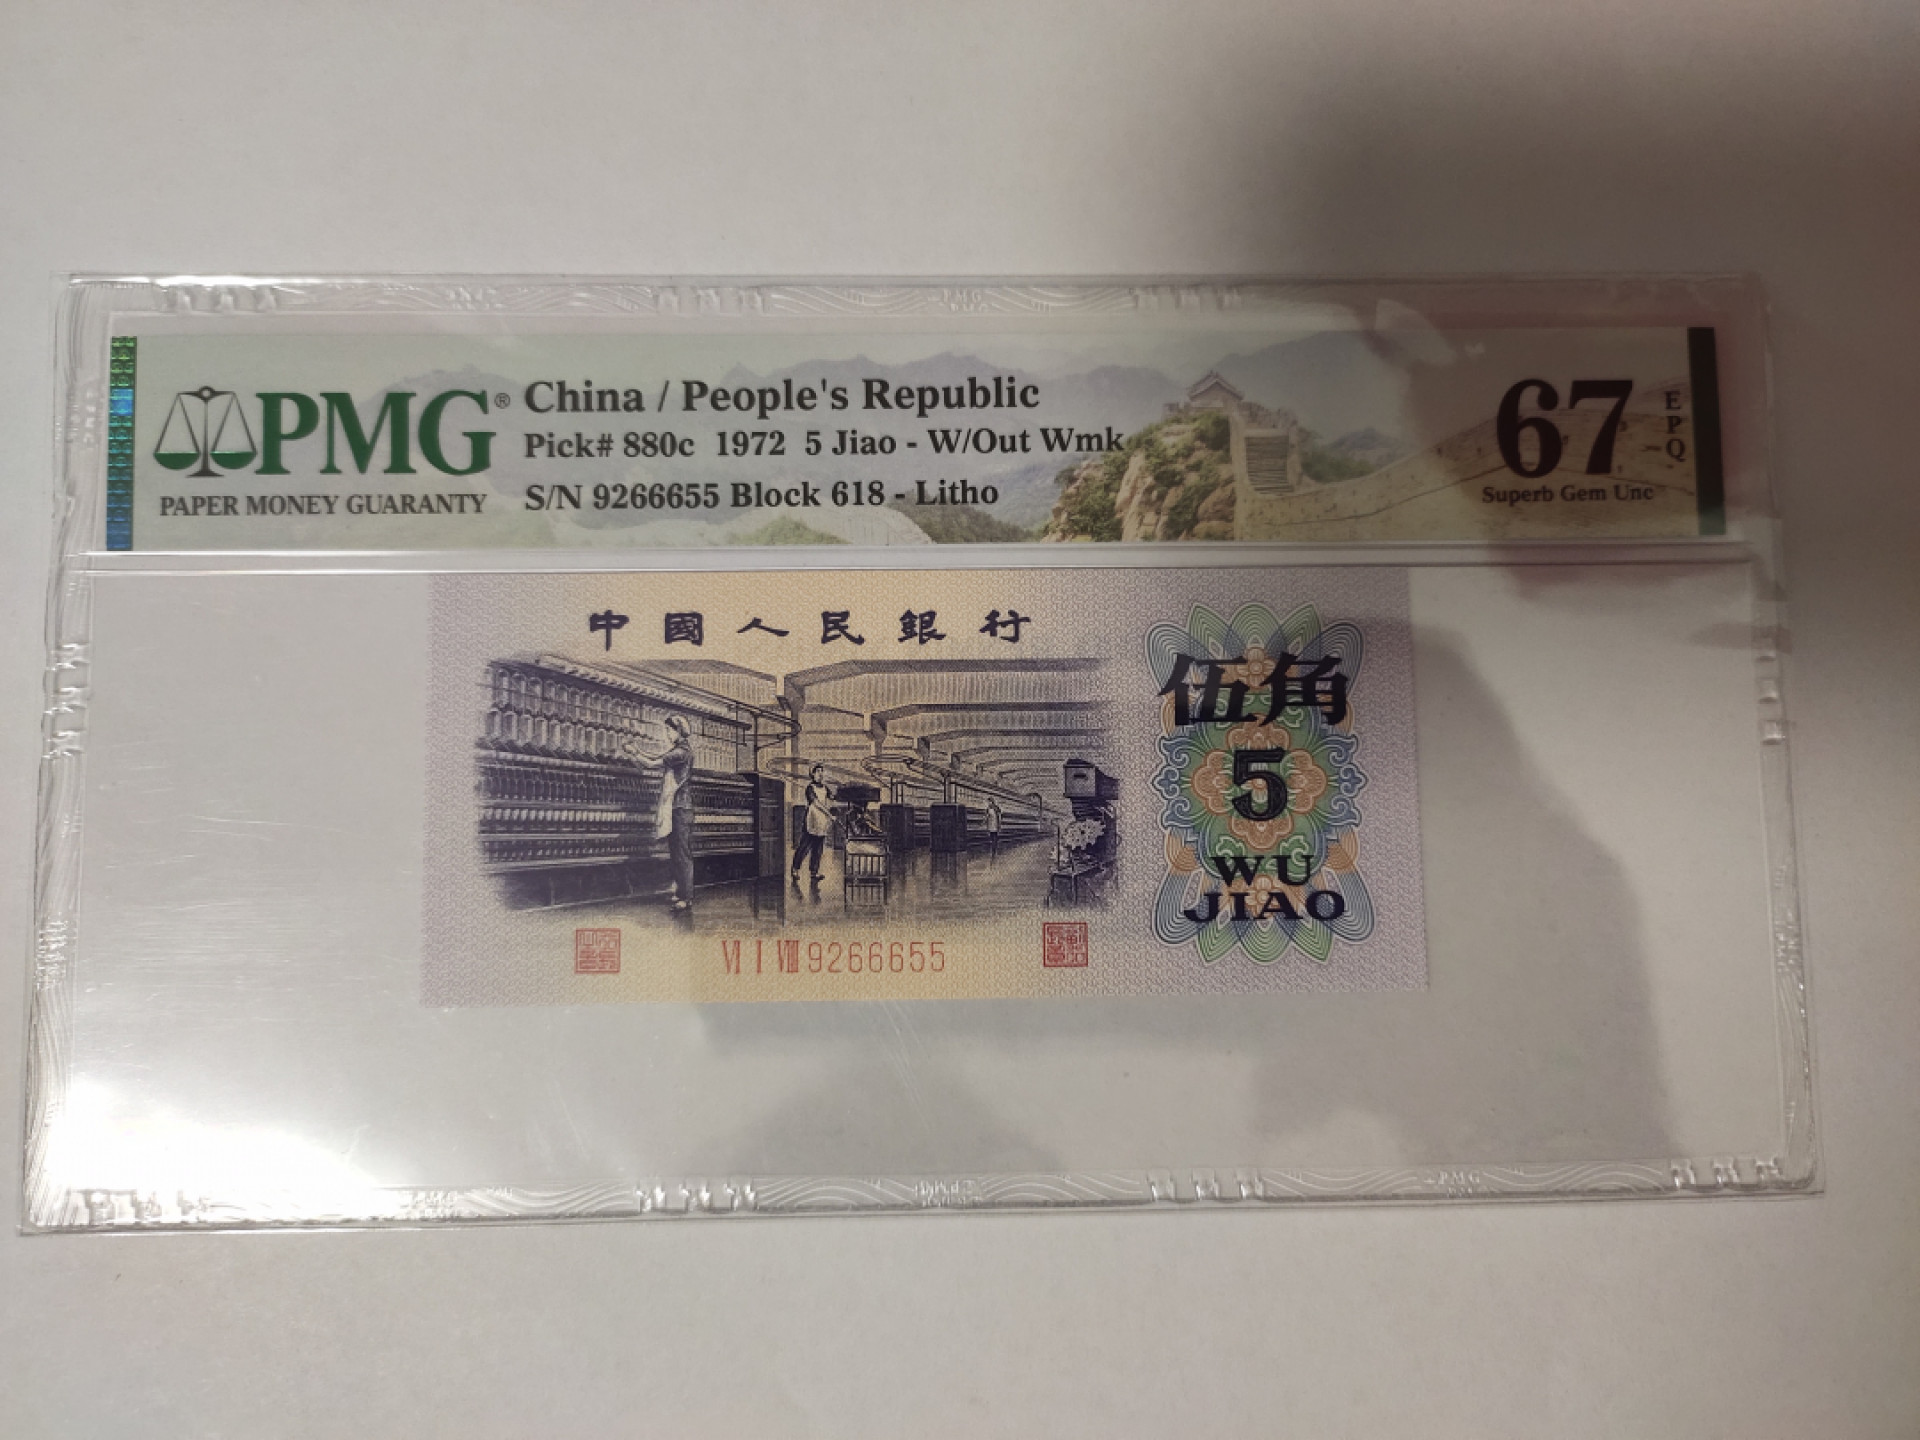 PMG®
PAPER MONEY GUARANTY
China / People's Republic
Pick# 880c 1972 5 Jiao - W/Out Wmk
S/N 9266655 Block 618 - Litho
67
EPQ
Superb Gem Unc
中國人民銀行
伍角
5
WU
JIAO
VI I VIII 9266655